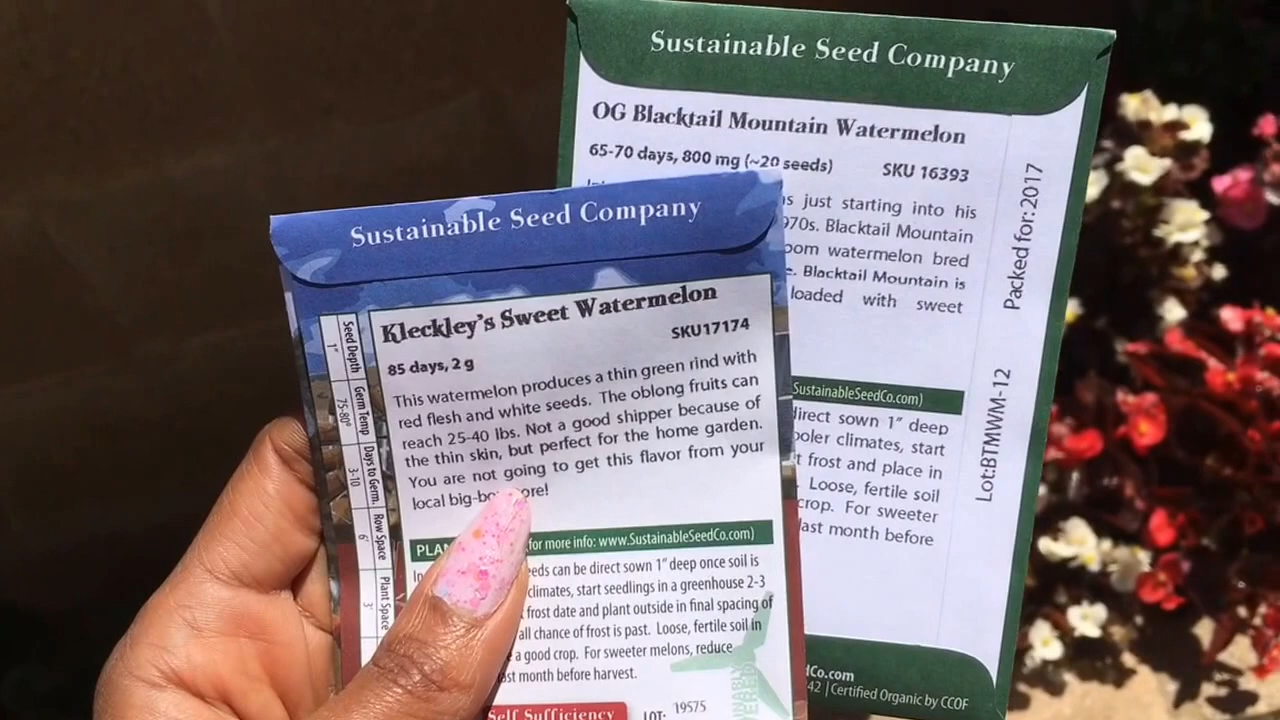 Sustainable Seed Company
OG Blacktail Mountain Watermelon
65-70 days, 800 mg (~20 seeds) SKU 16393
s just starting into his
970s. Blacktail Mountain
oom watermelon bred
e. Blacktail Mountain is
loaded with sweet
SustainableSeedCo.com)
direct sown 1" deep
ooler climates, start
t frost and place in
Loose, fertile soil
crop. For sweeter
last month before
dCo.com
42 | Certified Organic by CCOF
Packed for: 2017
Lot:BTMWM-12
Sustainable Seed Company
Kleckley's Sweet Watermelon
SKU17174
85 days, 2 g
This watermelon produces a thin green rind with
red flesh and white seeds. The oblong fruits can
reach 25-40 lbs. Not a good shipper because of
the thin skin, but perfect for the home garden.
You are not going to get this flavor from your
local big-bo ore!
PLAN for more info: www.SustainableSeedCo.com)
In eeds can be direct sown 1" deep once soil is
climates, start seedlings in a greenhouse 2-3
frost date and plant outside in final spacing of
all chance of frost is past. Loose, fertile soil in
e a good crop. For sweeter melons, reduce
ast month before harvest.
Self Sufficiency
LOT: 19575
Seed Depth
1"
Germ Temp
75-80°
Days to Germ.
3-10
Row Space
6'
Plant Space
3'